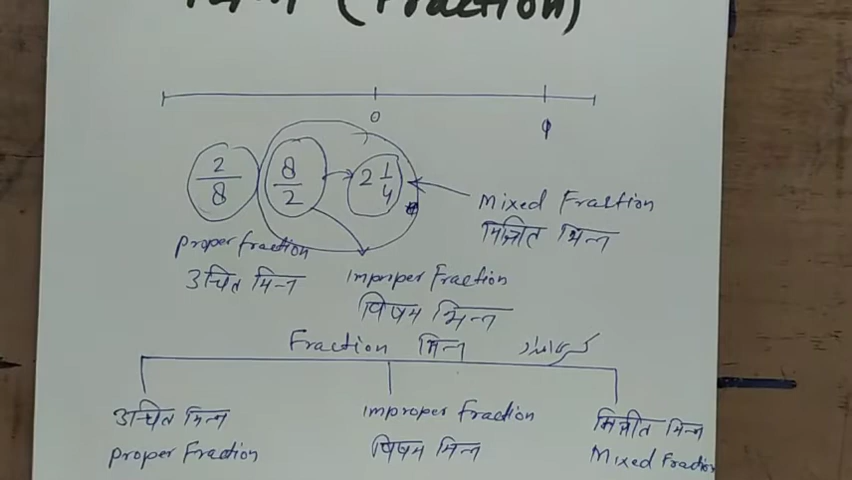 (Fraction)
0
2/8 8/2 2 1/4
Mixed Fraction
मिश्रित भिन्न
proper fraction
उचित भिन्न
Improper Fraction
विषम भिन्न
Fraction भिन्न
उचित भिन्न Improper Fraction मिश्रीत भिन्न
proper Fraction विषम भिन्न Mixed Fraction